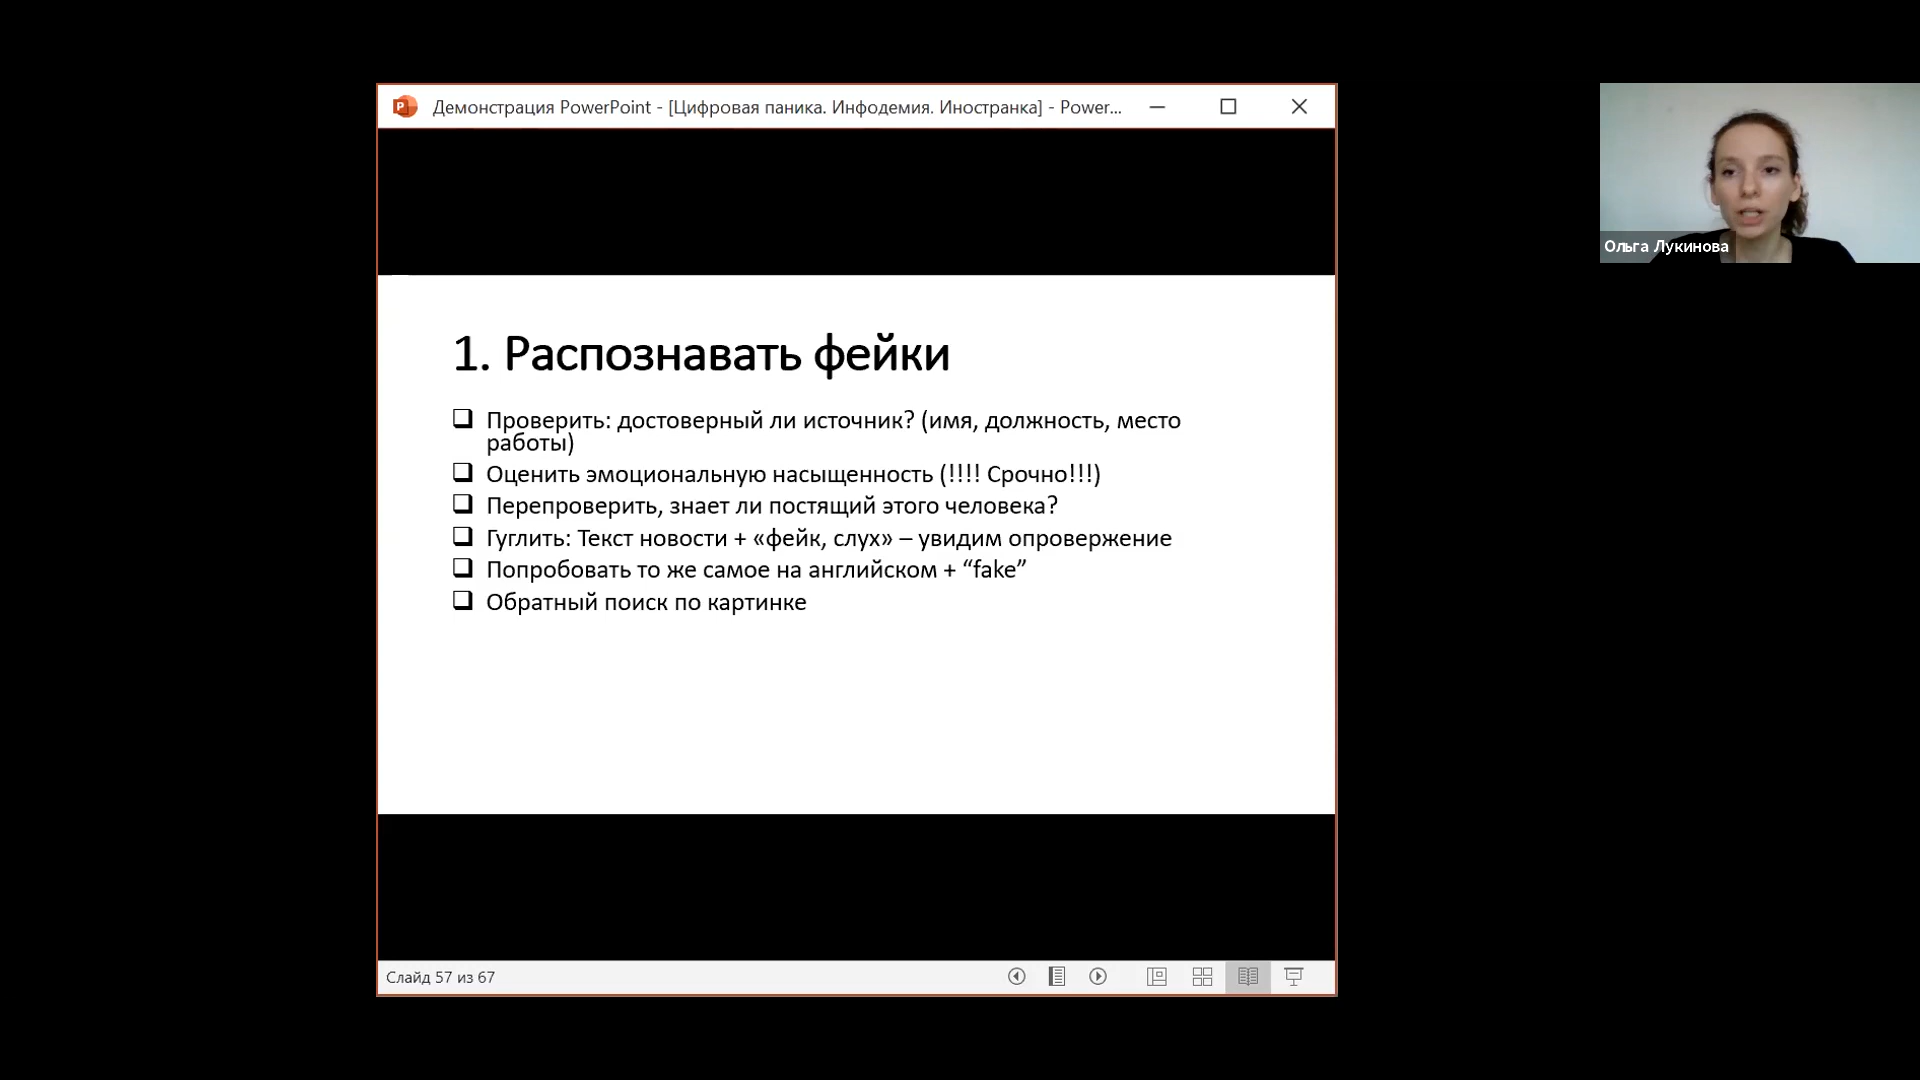 Демонстрация PowerPoint - [Цифровая паника. Инфодемия. Иностранка] - Power...
Ольга Лукинова
1. Распознавать фейки
Проверить: достоверный ли источник? (имя, должность, место
работы)
Оценить эмоциональную насыщенность (!!!! Срочно!!!)
Перепроверить, знает ли постящий этого человека?
Гуглить: Текст новости + «фейк, слух» – увидим опровержение
Попробовать то же самое на английском + “fake”
Обратный поиск по картинке
Слайд 57 из 67